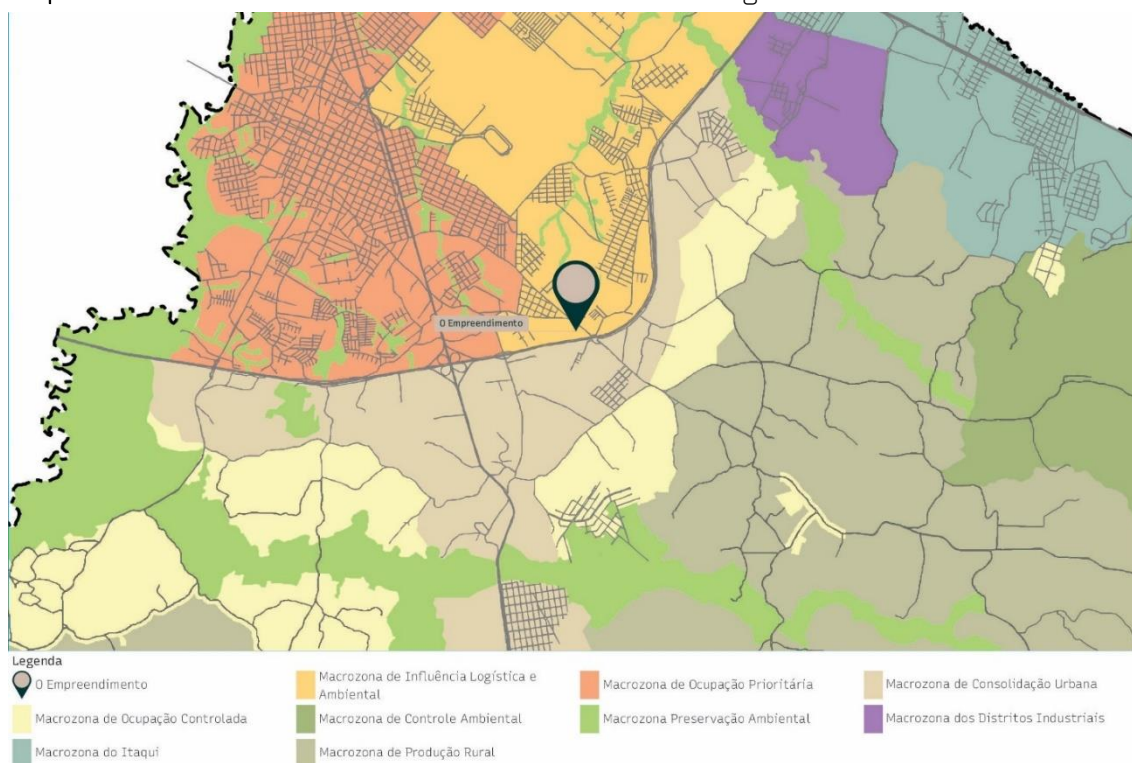 O Empreendimento
Legenda
O Empreendimento
Macrozona de Influência Logística e
Ambiental
Macrozona de Ocupação Prioritária
Macrozona de Consolidação Urbana
Macrozona de Ocupação Controlada
Macrozona de Controle Ambiental
Macrozona Preservação Ambiental
Macrozona dos Distritos Industriais
Macrozona do Itaqui
Macrozona de Produção Rural